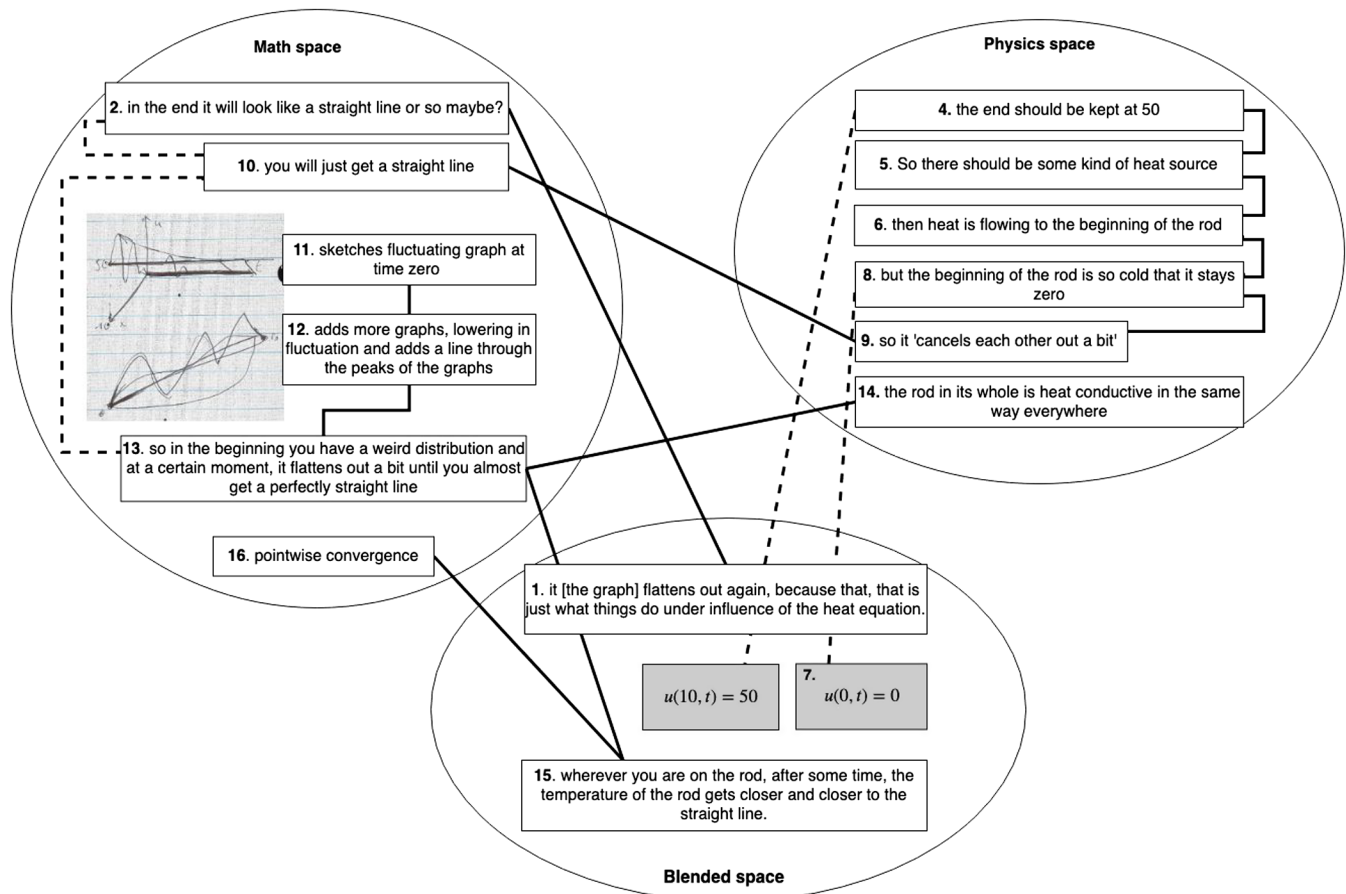 Math space
2. in the end it will look like a straight line or so maybe?
10. you will just get a straight line
11. sketches fluctuating graph at
time zero
12. adds more graphs, lowering in
fluctuation and adds a line through
the peaks of the graphs
13. so in the beginning you have a weird distribution and
at a certain moment, it flattens out a bit until you almost
get a perfectly straight line
16. pointwise convergence
Physics space
4. the end should be kept at 50
5. So there should be some kind of heat source
6. then heat is flowing to the beginning of the rod
8. but the beginning of the rod is so cold that it stays
zero
9. so it 'cancels each other out a bit'
14. the rod in its whole is heat conductive in the same
way everywhere
1. it [the graph] flattens out again, because that, that is
just what things do under influence of the heat equation.
u(10, t) = 50
7.
u(0, t) = 0
15. wherever you are on the rod, after some time, the
temperature of the rod gets closer and closer to the
straight line.
Blended space